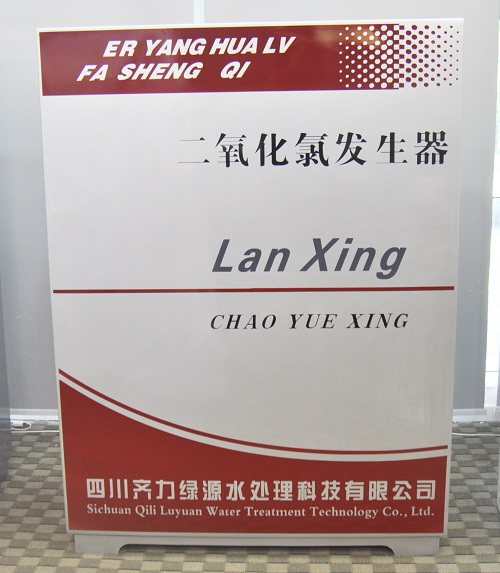 ER YANG HUA LV
FA SHENG QI
二氧化氯发生器
Lan Xing
CHAO YUE XING
四川齐力绿源水处理科技有限公司
Sichuan Qili Luyuan Water Treatment Technology Co., Ltd.